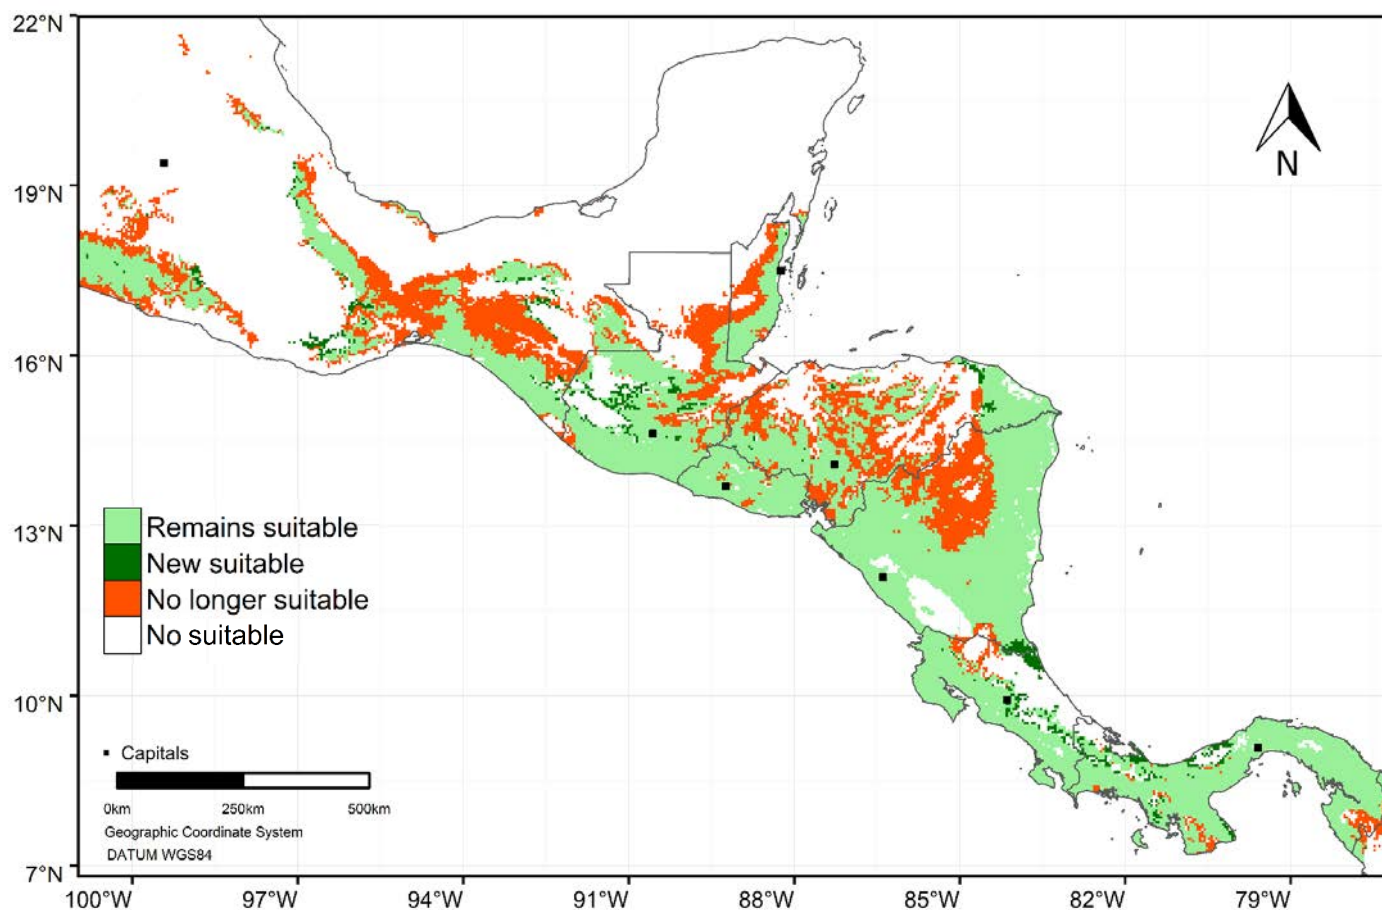 22°N
19°N
16°N
13°N
10°N
7°N
N
Remains suitable
New suitable
No longer suitable
No suitable
Capitals
0km 250km 500km
Geographic Coordinate System
DATUM WGS84
100°W 97°W 94°W 91°W 88°W 85°W 82°W 79°W